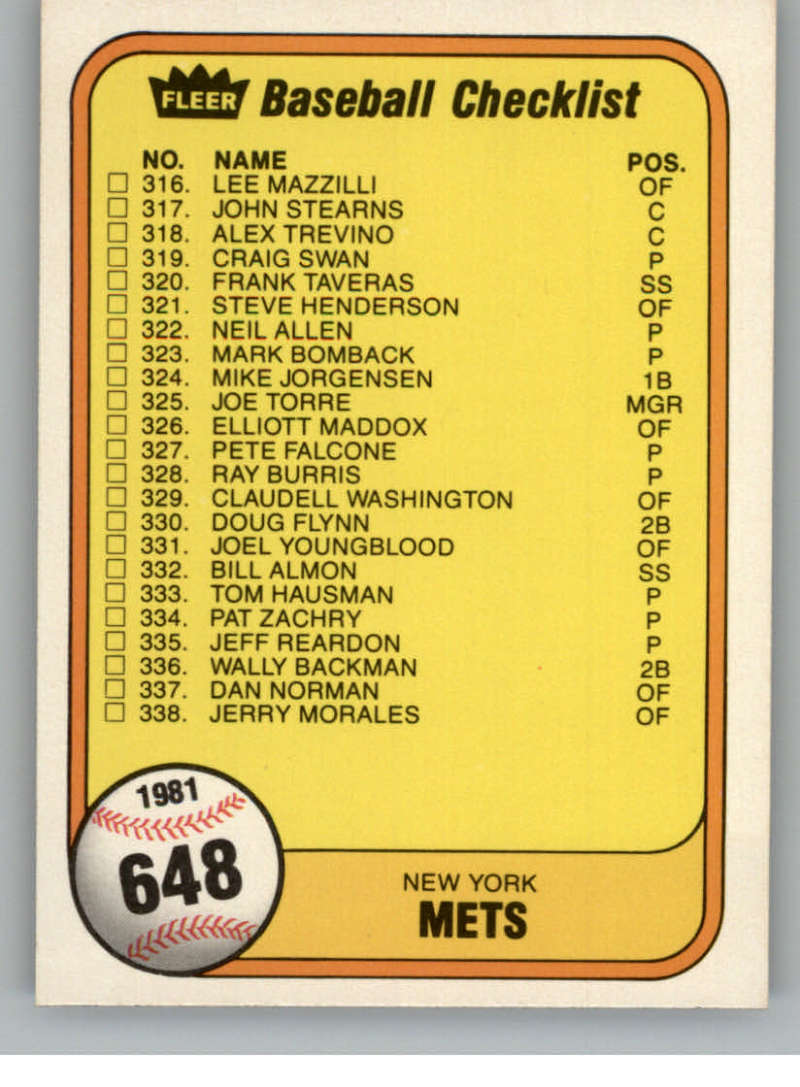 FLEER Baseball Checklist
NO. NAME POS.
316. LEE MAZZILLI OF
317. JOHN STEARNS C
318. ALEX TREVINO C
319. CRAIG SWAN P
320. FRANK TAVERAS SS
321. STEVE HENDERSON OF
322. NEIL ALLEN P
323. MARK BOMBACK P
324. MIKE JORGENSEN 1B
325. JOE TORRE MGR
326. ELLIOTT MADDOX OF
327. PETE FALCONE P
328. RAY BURRIS P
329. CLAUDELL WASHINGTON OF
330. DOUG FLYNN 2B
331. JOEL YOUNGBLOOD OF
332. BILL ALMON SS
333. TOM HAUSMAN P
334. PAT ZACHRY P
335. JEFF REARDON P
336. WALLY BACKMAN 2B
337. DAN NORMAN OF
338. JERRY MORALES OF
1981
648
NEW YORK
METS